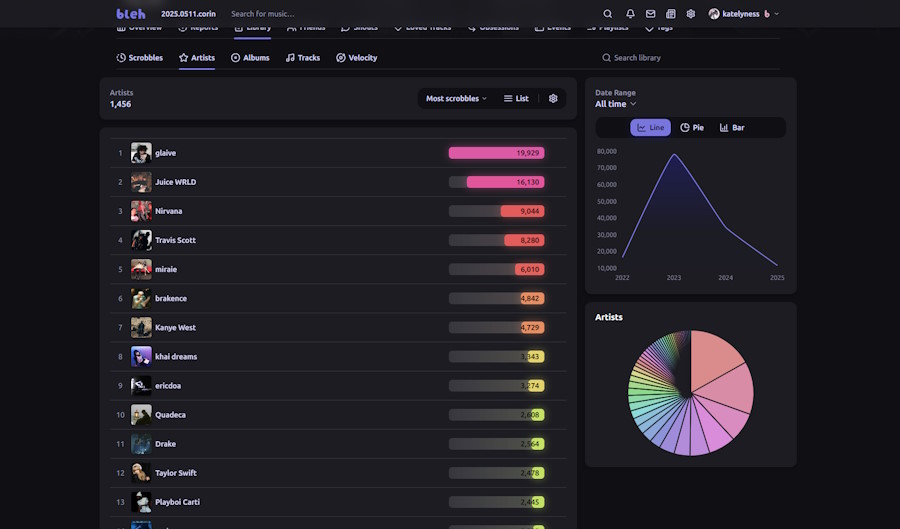 bleh 2025.0511.corin Search for music... katelyness
Overview Reports Library Friends Shouts Loved Tracks Obsessions Events Playlists Tags
Scrobbles Artists Albums Tracks Velocity Search library
Artists
1,456
Most scrobbles List
1 glaive 19,929
2 Juice WRLD 16,130
3 Nirvana 9,044
4 Travis Scott 8,280
5 miraie 6,010
6 brakence 4,842
7 Kanye West 4,729
8 khai dreams 3,343
9 ericdoa 3,274
10 Quadeca 2,608
11 Drake 2,564
12 Taylor Swift 2,478
13 Playboi Carti 2,445
Date Range
All time
Line Pie Bar
80,000
70,000
60,000
50,000
40,000
30,000
20,000
10,000
2022 2023 2024 2025
Artists